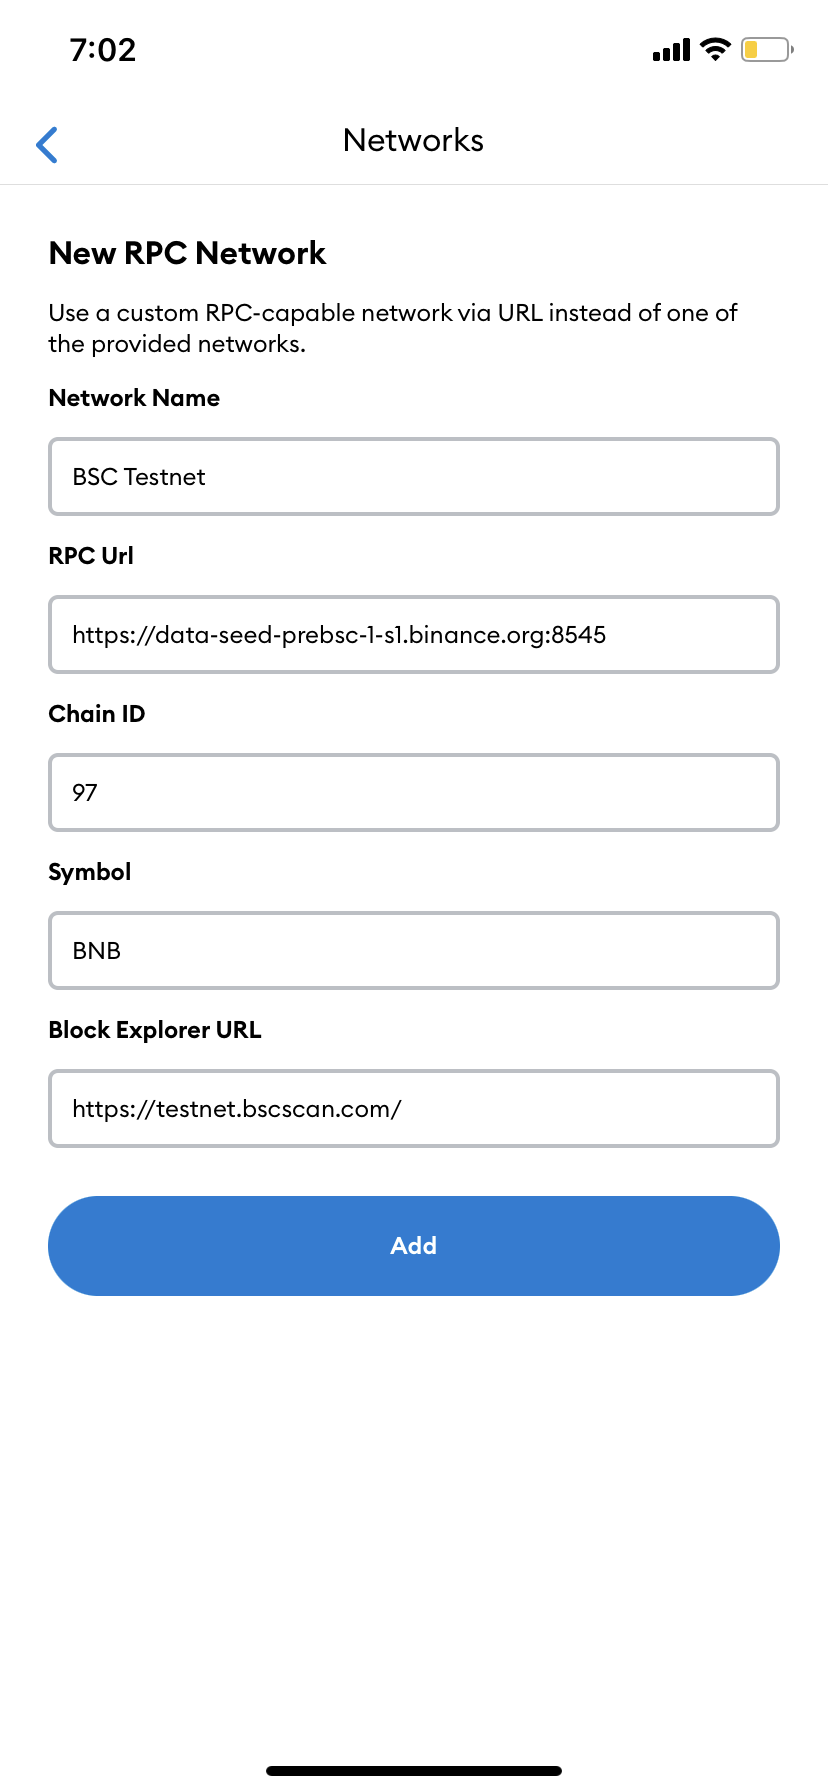 7:02
Networks
New RPC Network
Use a custom RPC-capable network via URL instead of one of
the provided networks.
Network Name
BSC Testnet
RPC Url
https://data-seed-prebsc-1-s1.binance.org:8545
Chain ID
97
Symbol
BNB
Block Explorer URL
https://testnet.bscscan.com/
Add